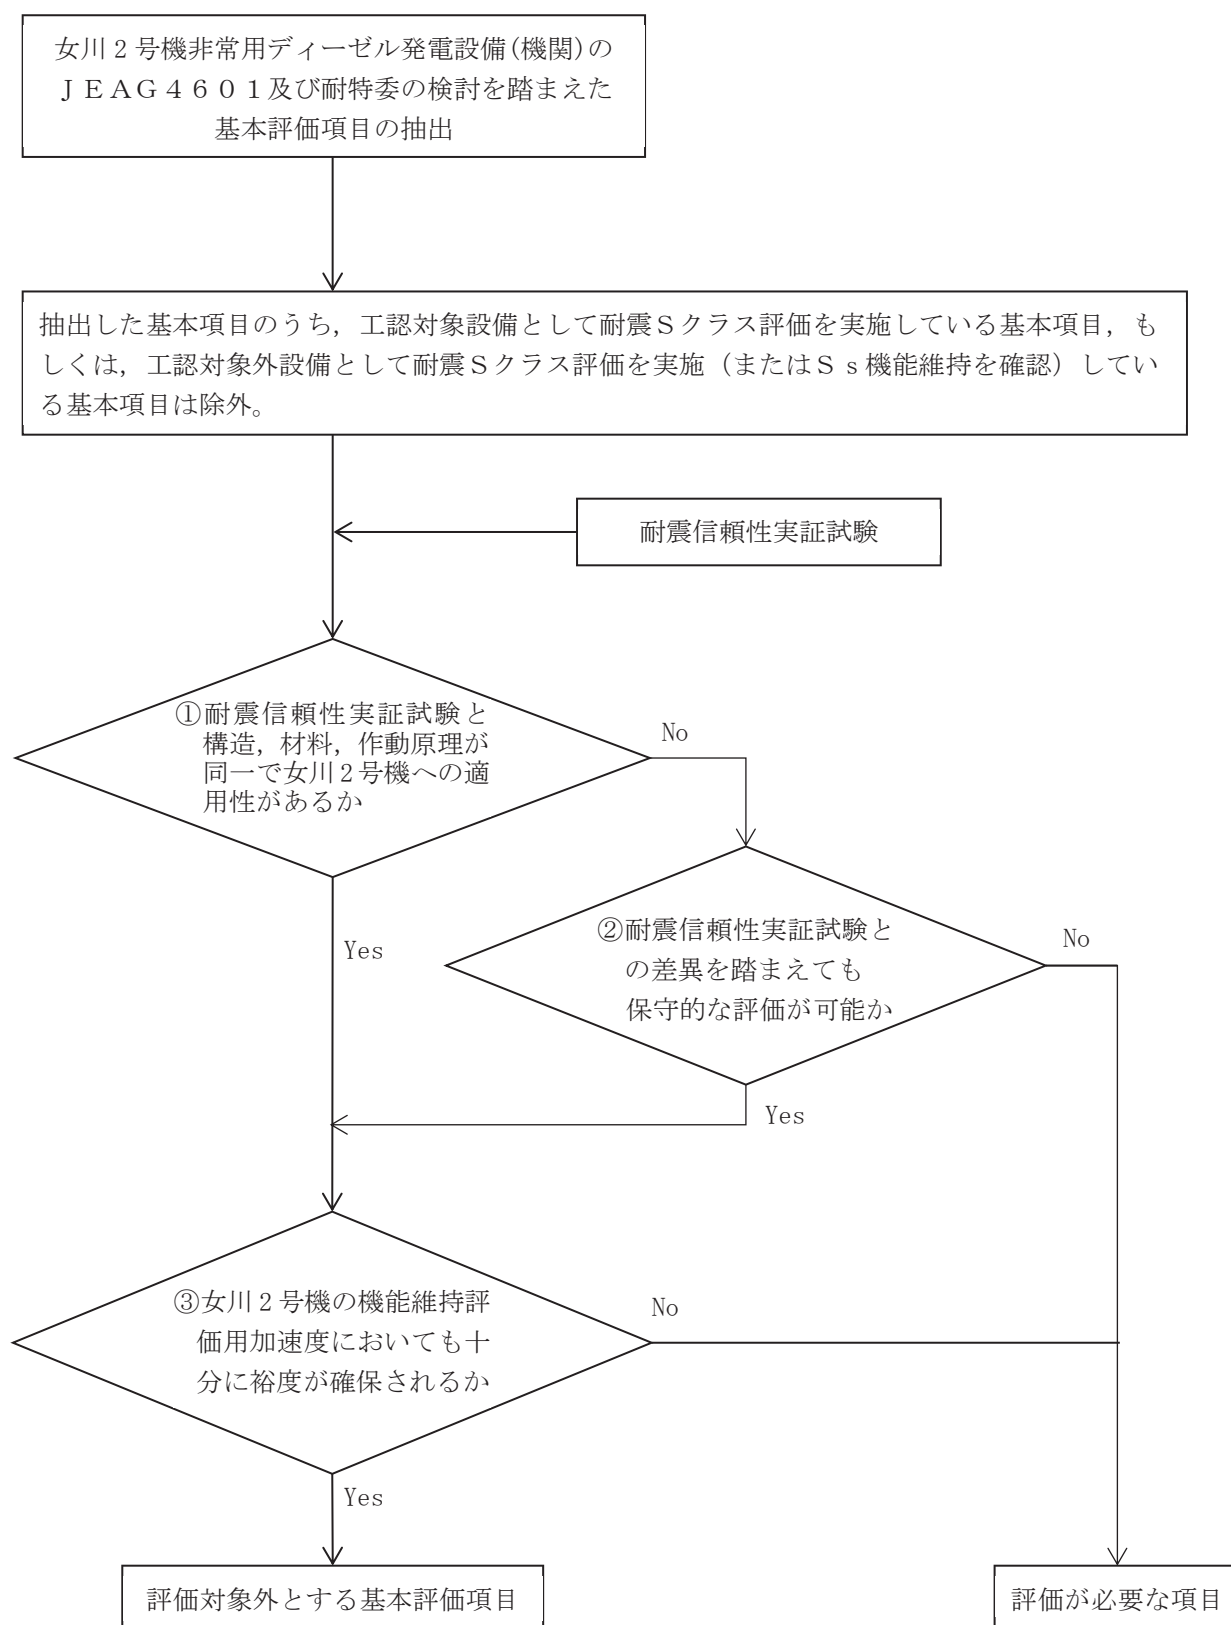 女川２号機非常用ディーゼル発電設備(機関)の
ＪＥＡＧ４６０１及び耐特委の検討を踏まえた
基本評価項目の抽出
抽出した基本項目のうち，工認対象設備として耐震Ｓクラス評価を実施している基本項目，も
しくは，工認対象外設備として耐震Ｓクラス評価を実施（またはＳｓ機能維持を確認）してい
る基本項目は除外。
耐震信頼性実証試験
①耐震信頼性実証試験と
構造，材料，作動原理が
同一で女川２号機への適
用性があるか
No
②耐震信頼性実証試験と
の差異を踏まえても
保守的な評価が可能か
No
Yes
Yes
③女川２号機の機能維持評
価用加速度においても十
分に裕度が確保されるか
No
Yes
評価対象外とする基本評価項目
評価が必要な項目